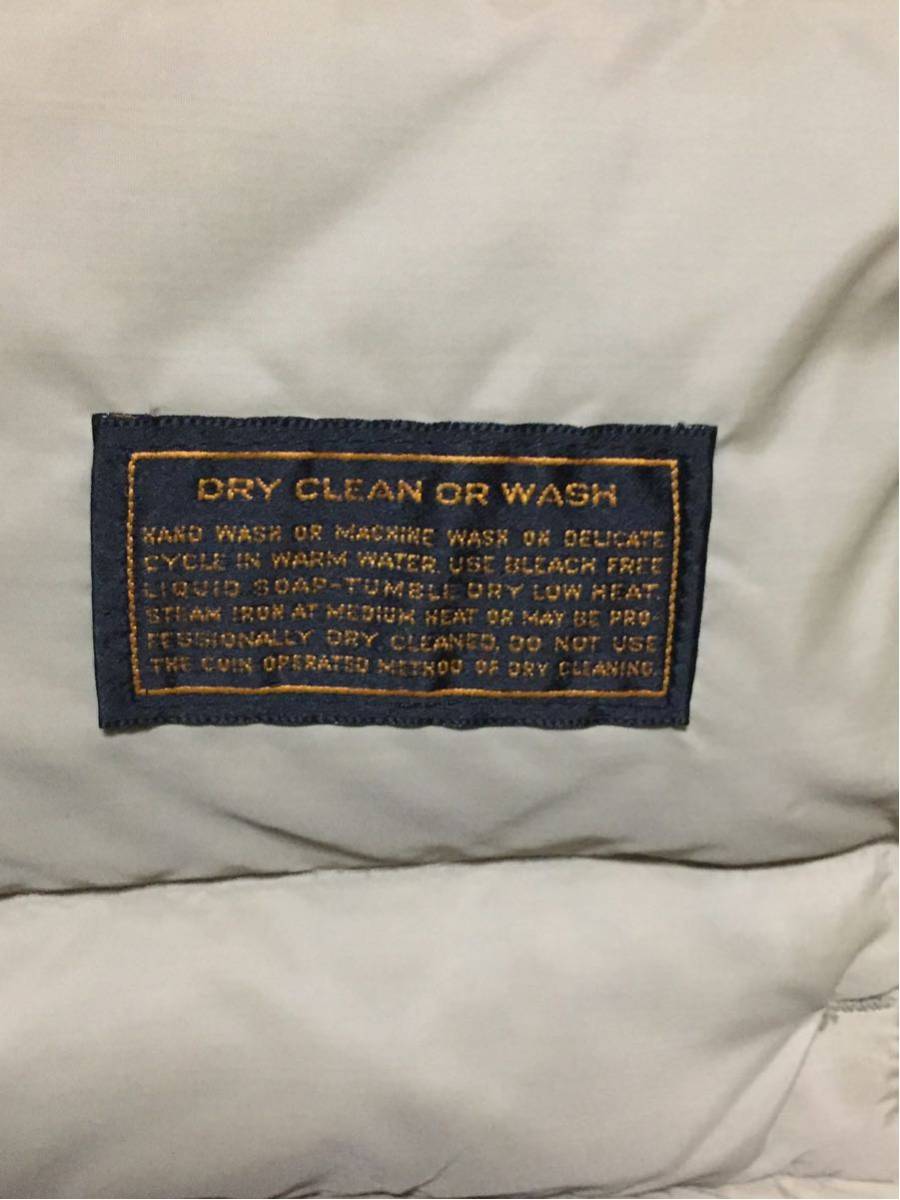 DRY CLEAN OR WASH
HAND WASH OR MACHINE WASH ON DELICATE
CYCLE IN WARM WATER. USE BLEACH FREE
LIQUID SOAP-TUMBLE DRY LOW HEAT
STEAM IRON AT MEDIUM HEAT OR MAY BE PRO-
FESSIONALLY DRY CLEANED, DO NOT USE
THE COIN OPERATED METHOD OF DRY CLEANING.